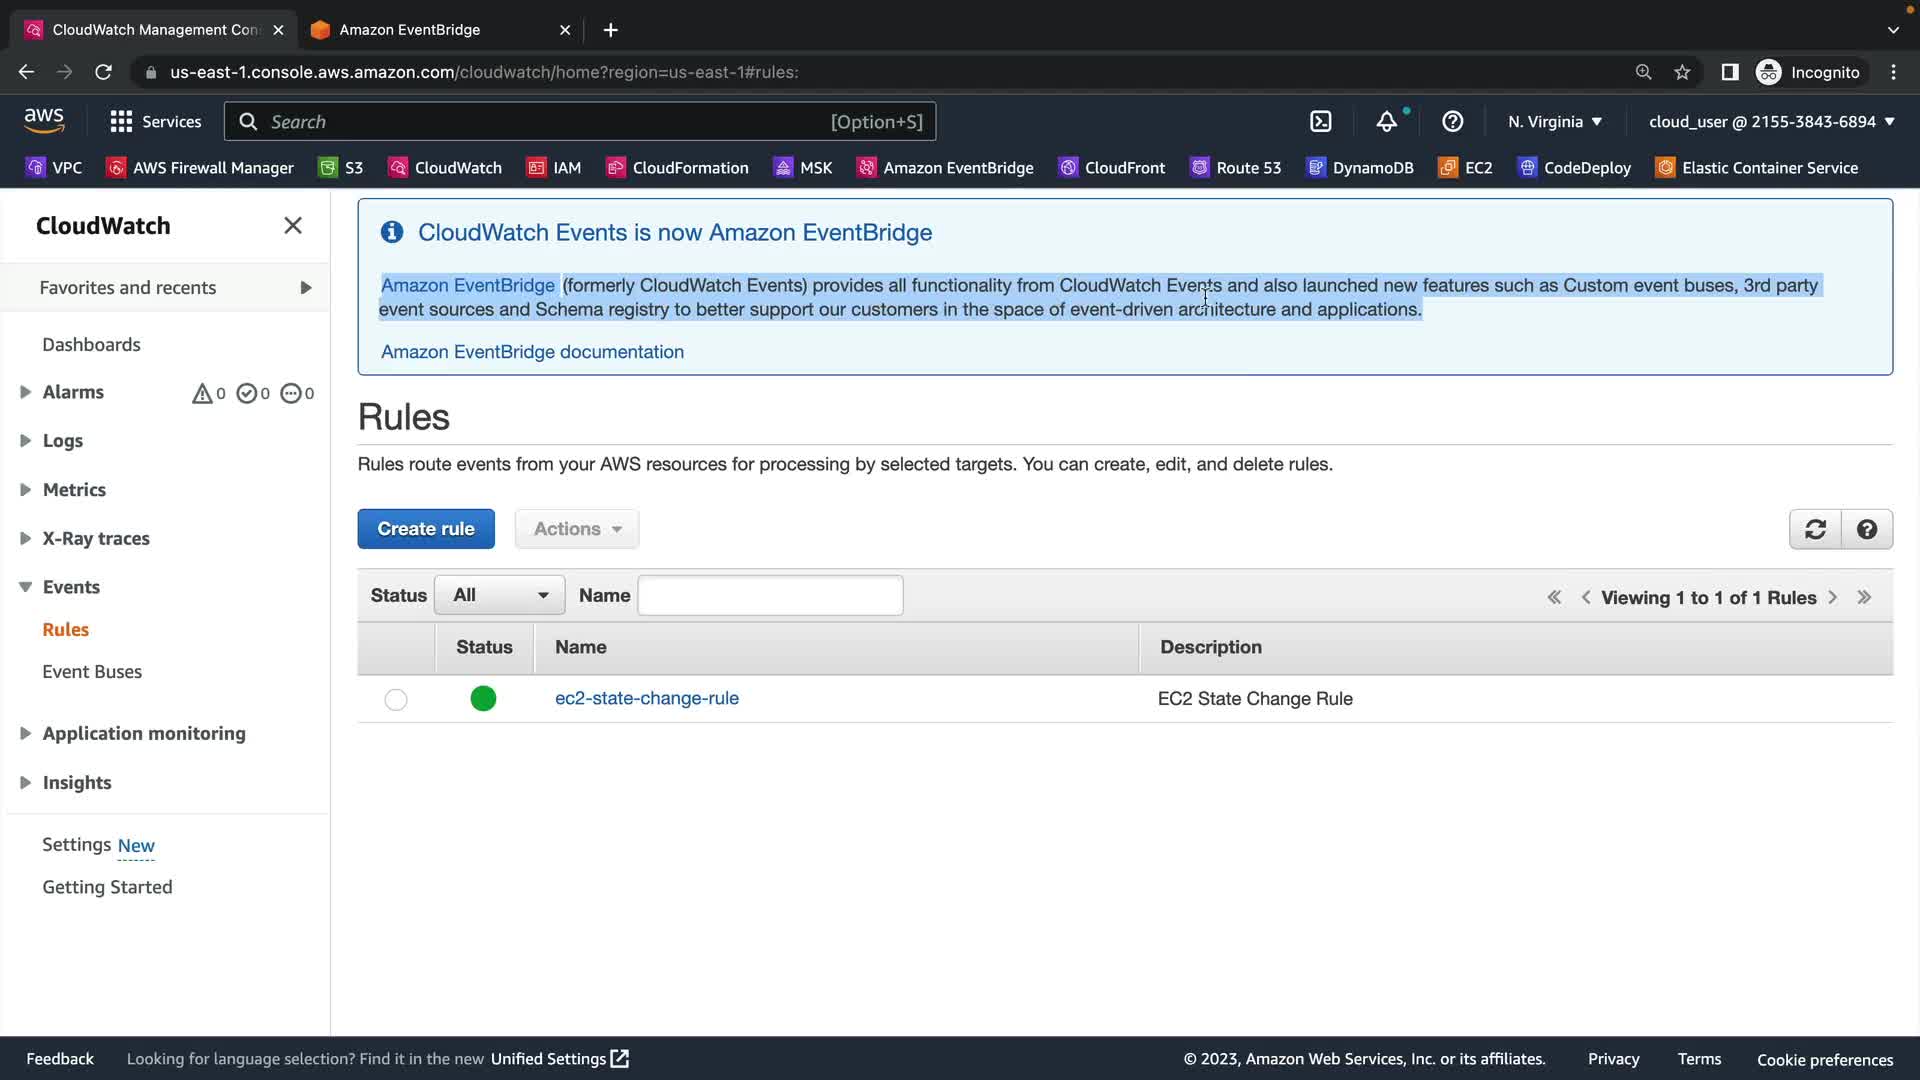 CloudWatch Management Con
Amazon EventBridge
us-east-1.console.aws.amazon.com/cloudwatch/home?region=us-east-1#rules:
Incognito
aws
Services
Search
[Option+S]
N. Virginia
cloud_user @ 2155-3843-6894
VPC
AWS Firewall Manager
S3
CloudWatch
IAM
CloudFormation
MSK
Amazon EventBridge
CloudFront
Route 53
DynamoDB
EC2
CodeDeploy
Elastic Container Service
CloudWatch
Favorites and recents
Dashboards
Alarms
0
0
0
Logs
Metrics
X-Ray traces
Events
Rules
Event Buses
Application monitoring
Insights
Settings New
Getting Started
CloudWatch Events is now Amazon EventBridge
Amazon EventBridge (formerly CloudWatch Events) provides all functionality from CloudWatch Events and also launched new features such as Custom event buses, 3rd party
event sources and Schema registry to better support our customers in the space of event-driven architecture and applications.
Amazon EventBridge documentation
Rules
Rules route events from your AWS resources for processing by selected targets. You can create, edit, and delete rules.
Create rule
Actions
Status
All
Name
Viewing 1 to 1 of 1 Rules
Status
Name
Description
ec2-state-change-rule
EC2 State Change Rule
Feedback
Looking for language selection? Find it in the new Unified Settings
© 2023, Amazon Web Services, Inc. or its affiliates.
Privacy
Terms
Cookie preferences